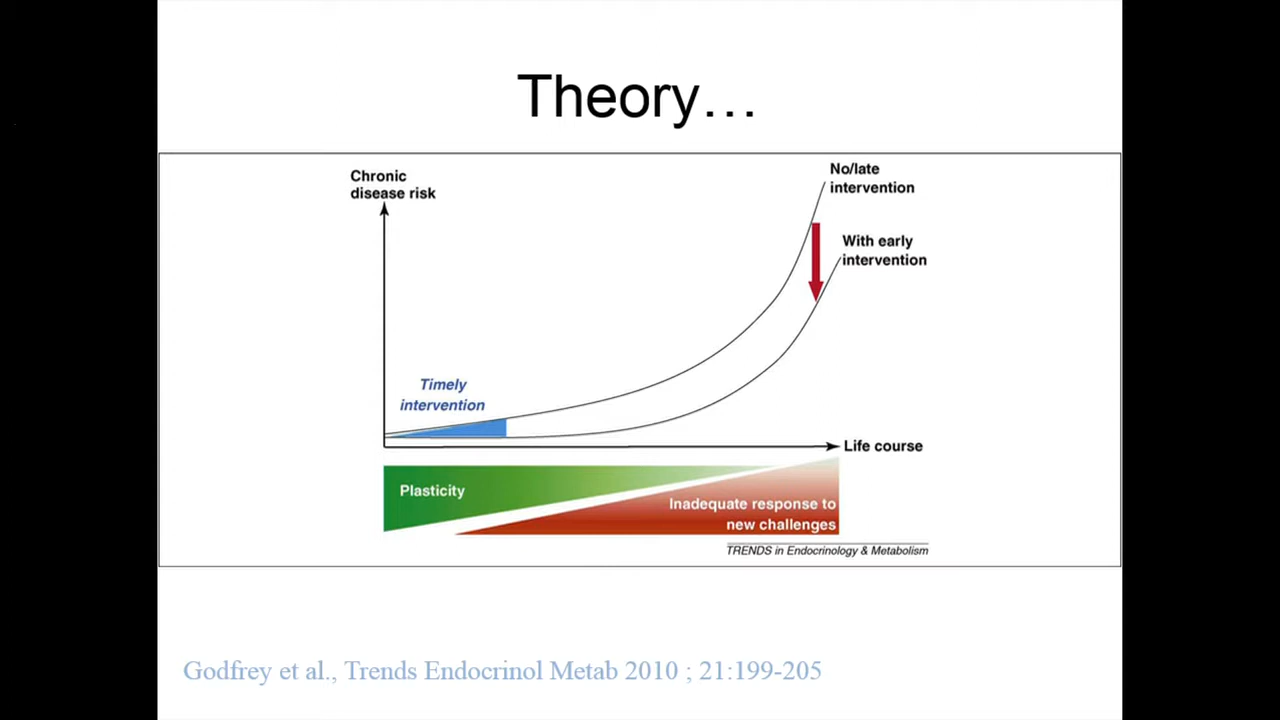 Theory…
Chronic
disease risk
No/late
intervention
With early
intervention
Timely
intervention
Life course
Plasticity
Inadequate response to
new challenges
TRENDS in Endocrinology & Metabolism
Godfrey et al., Trends Endocrinol Metab 2010 ; 21:199-205